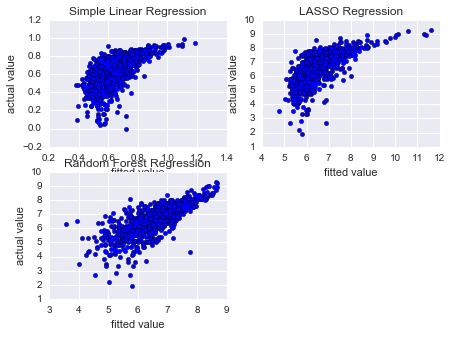 Simple Linear Regression
actual value
1.2
1.0
0.8
0.6
0.4
0.2
0.0
−0.2
0.2 0.4 0.6 0.8 1.0 1.2 1.4
fitted value
LASSO Regression
actual value
10
9
8
7
6
5
4
3
2
1
4 5 6 7 8 9 10 11 12
fitted value
Random Forest Regression
actual value
10
9
8
7
6
5
4
3
2
1
3 4 5 6 7 8 9
fitted value